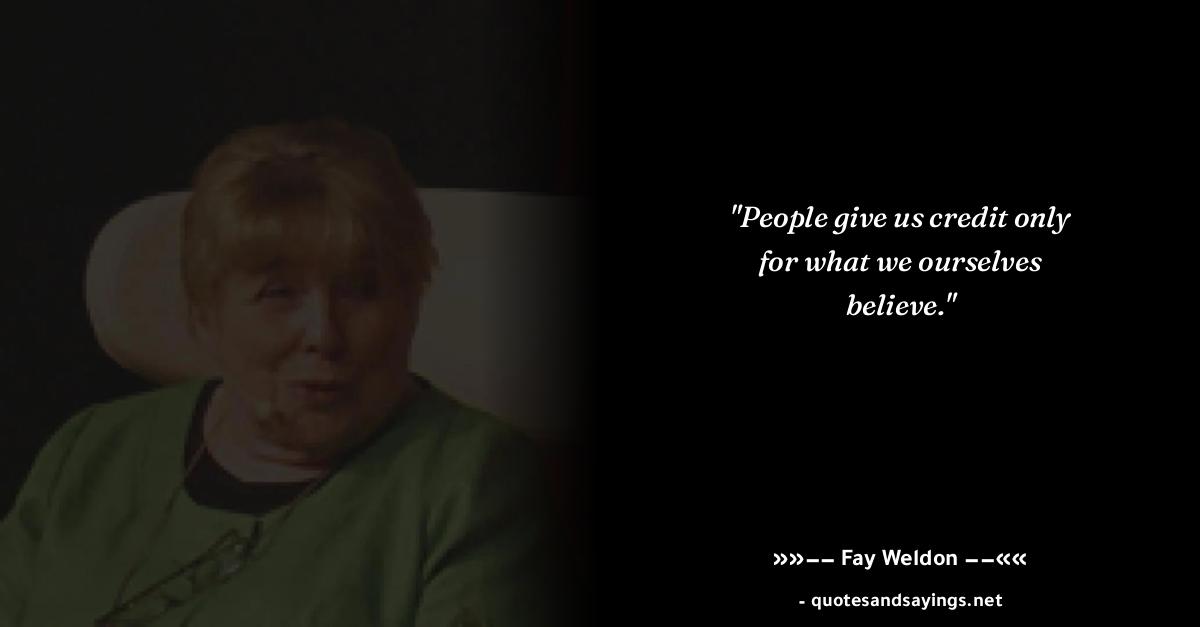 "People give us credit only
for what we ourselves
believe."
»»−− Fay Weldon −−««
- quotesandsayings.net